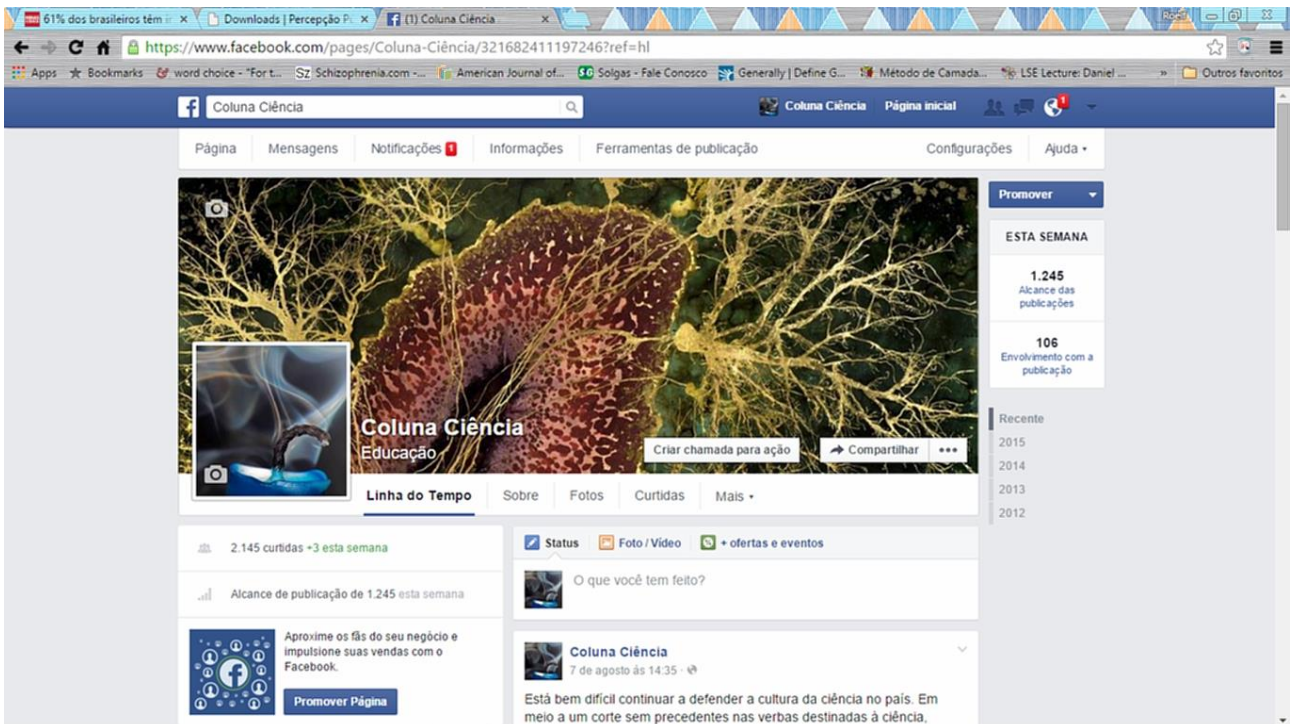 61% dos brasileiros têm
Downloads | Percepção Pú
(1) Coluna Ciência
https://www.facebook.com/pages/Coluna-Ciência/321682411197246?ref=hl
Apps
Bookmarks
word choice - "For t...
Schizophrenia.com -...
American Journal of...
Solgas - Fale Conosco
Generally | Define G...
Método de Camada...
LSE Lecture: Daniel ...
»
Outros favoritos
Coluna Ciência
Coluna Ciência
Página inicial
1
Página
Mensagens
Notificações 1
Informações
Ferramentas de publicação
Configurações
Ajuda
Promover
ESTA SEMANA
1.245
Alcance das
publicações
106
Envolvimento com a
publicação
Recente
2015
2014
2013
2012
Coluna Ciência
Educação
Criar chamada para ação
Compartilhar
Linha do Tempo
Sobre
Fotos
Curtidas
Mais
2.145 curtidas +3 esta semana
Alcance de publicação de 1.245 esta semana
Aproxime os fãs do seu negócio e
impulsione suas vendas com o
Facebook.
Promover Página
Status
Foto / Vídeo
+ ofertas e eventos
O que você tem feito?
Coluna Ciência
7 de agosto às 14:35 ·
Está bem difícil continuar a defender a cultura da ciência no país. Em
meio a um corte sem precedentes nas verbas destinadas à ciência,